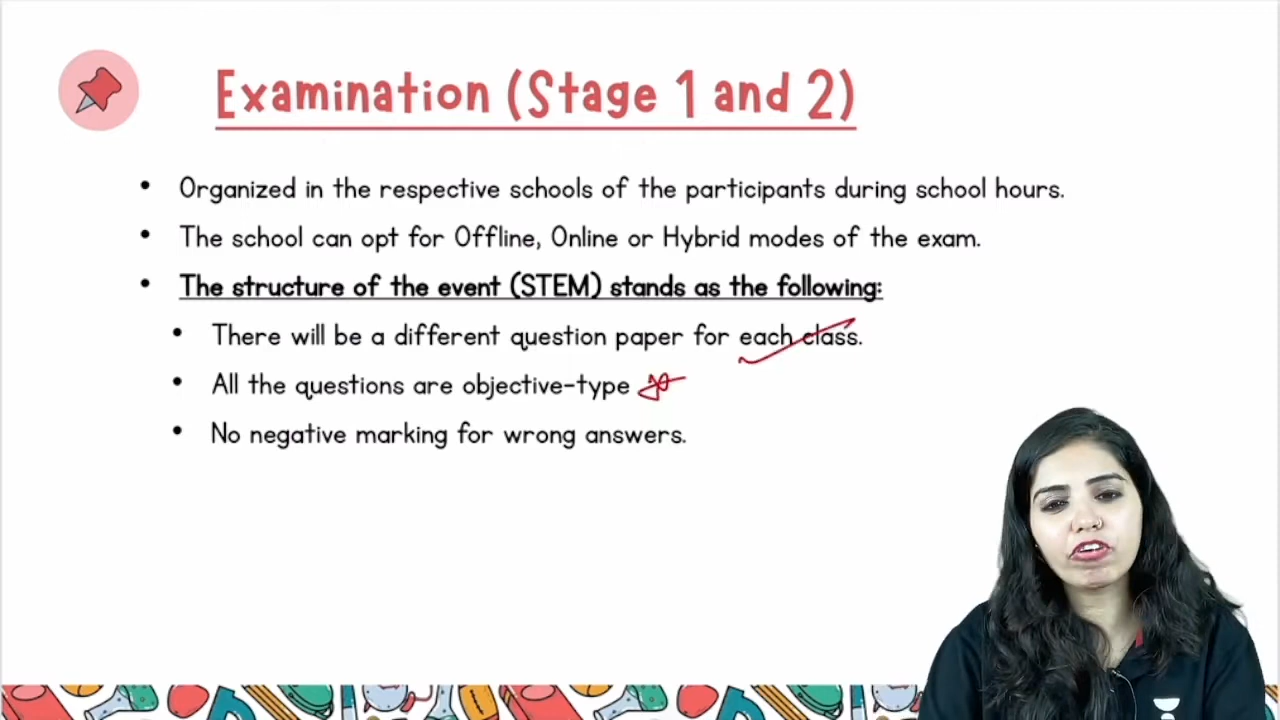 Examination (Stage 1 and 2)
• Organized in the respective schools of the participants during school hours.
• The school can opt for Offline, Online or Hybrid modes of the exam.
• The structure of the event (STEM) stands as the following:
• There will be a different question paper for each class.
• All the questions are objective-type
• No negative marking for wrong answers.